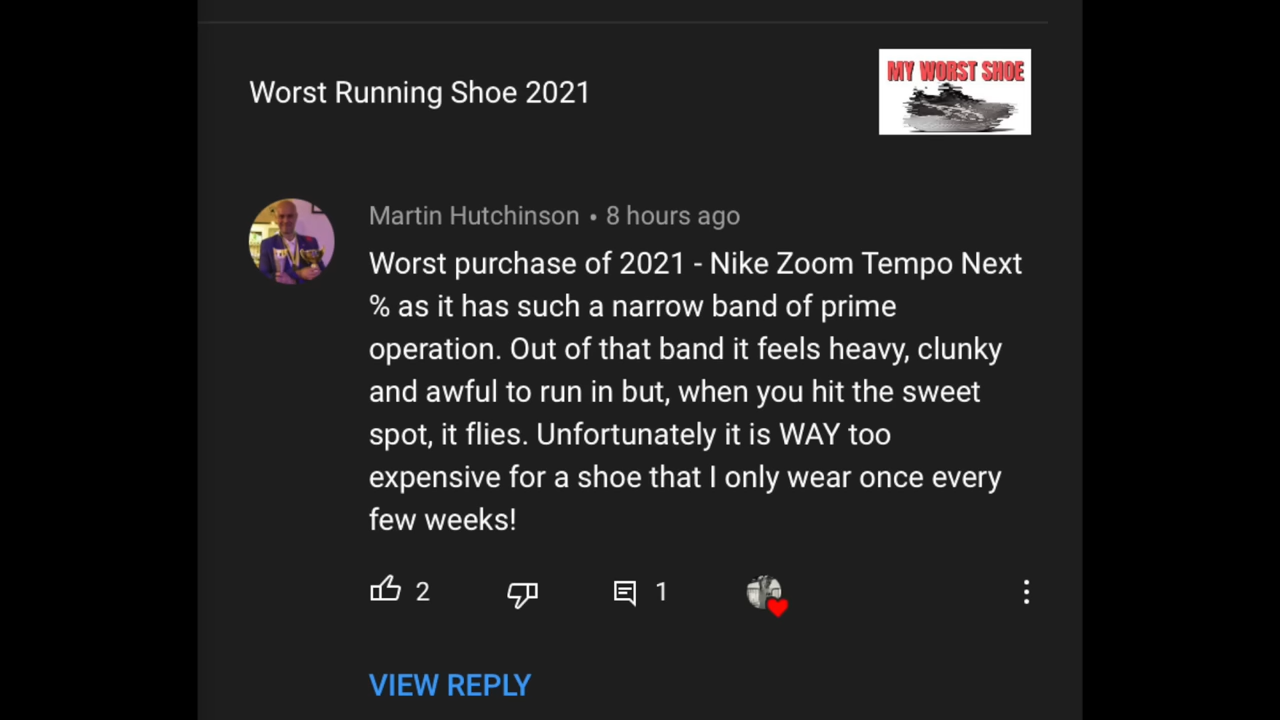 Worst Running Shoe 2021
MY WORST SHOE
Martin Hutchinson • 8 hours ago
Worst purchase of 2021 - Nike Zoom Tempo Next
% as it has such a narrow band of prime
operation. Out of that band it feels heavy, clunky
and awful to run in but, when you hit the sweet
spot, it flies. Unfortunately it is WAY too
expensive for a shoe that I only wear once every
few weeks!
2
1
VIEW REPLY